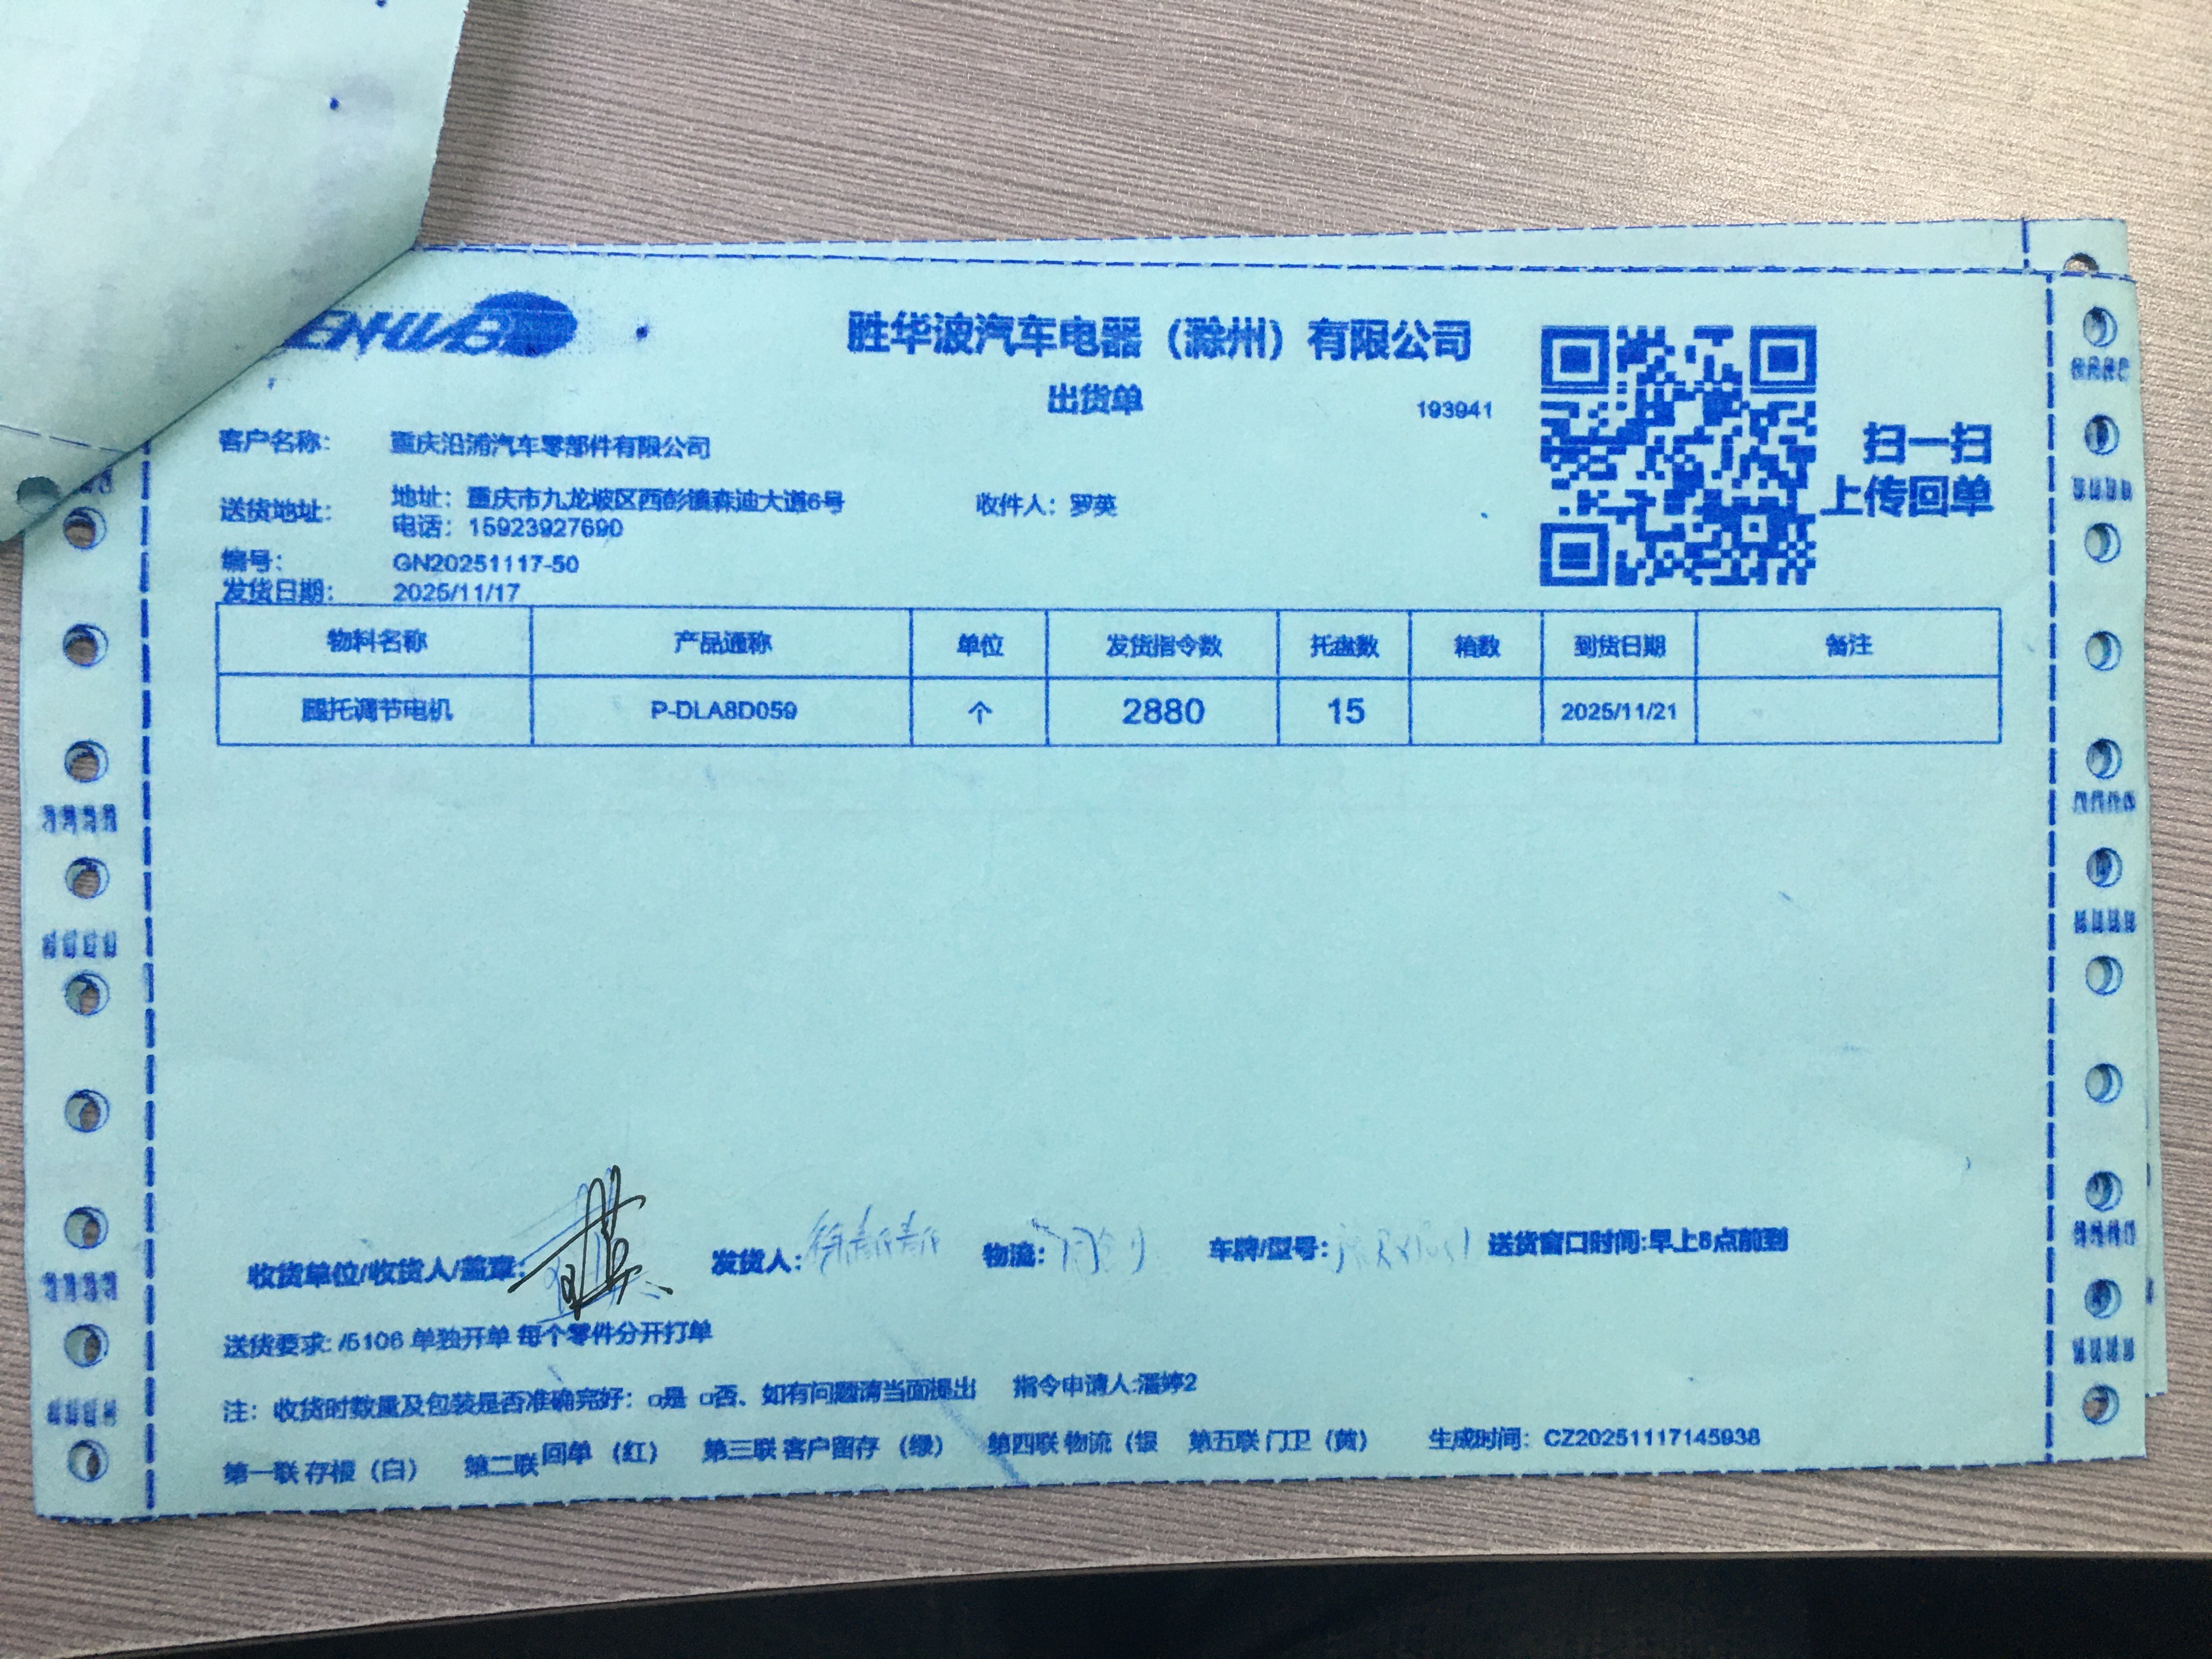 胜华波汽车电器（滁州）有限公司
出货单
193941
扫一扫
上传回单
客户名称： 重庆沿浦汽车零部件有限公司
送货地址： 地址：重庆市九龙坡区西彭镇森迪大道6号 收件人：罗英
电话：15923927690
编号： GN20251117-50
发货日期： 2025/11/17
物料名称 产品通称 单位 发货指令数 托盘数 箱数 到货日期 备注
腿托调节电机 P-DLA8D059 个 2880 15 2025/11/21
收货单位/收货人/盖章： 发货人：徐 物流： 车牌/型号： 送货窗口时间:早上8点前到
送货要求: /5106 单独开单 每个零件分开打单
注：收货时数量及包装是否准确完好：□是 □否、如有问题请当面提出 指令申请人:潘婷2
第一联 存根（白） 第二联 回单（红） 第三联 客户留存（绿） 第四联 物流（银 第五联 门卫（黄） 生成时间：CZ20251117145938